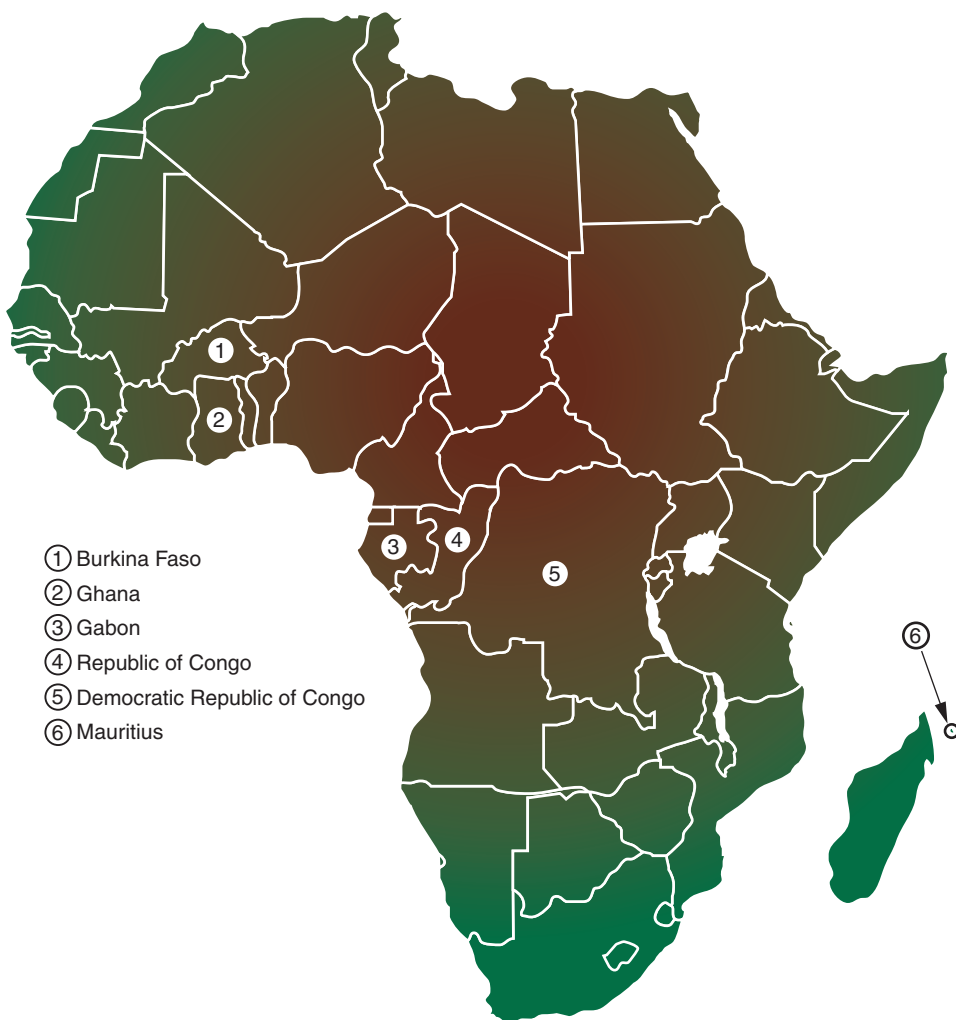 1
2
3
4
5
6
1 Burkina Faso
2 Ghana
3 Gabon
4 Republic of Congo
5 Democratic Republic of Congo
6 Mauritius